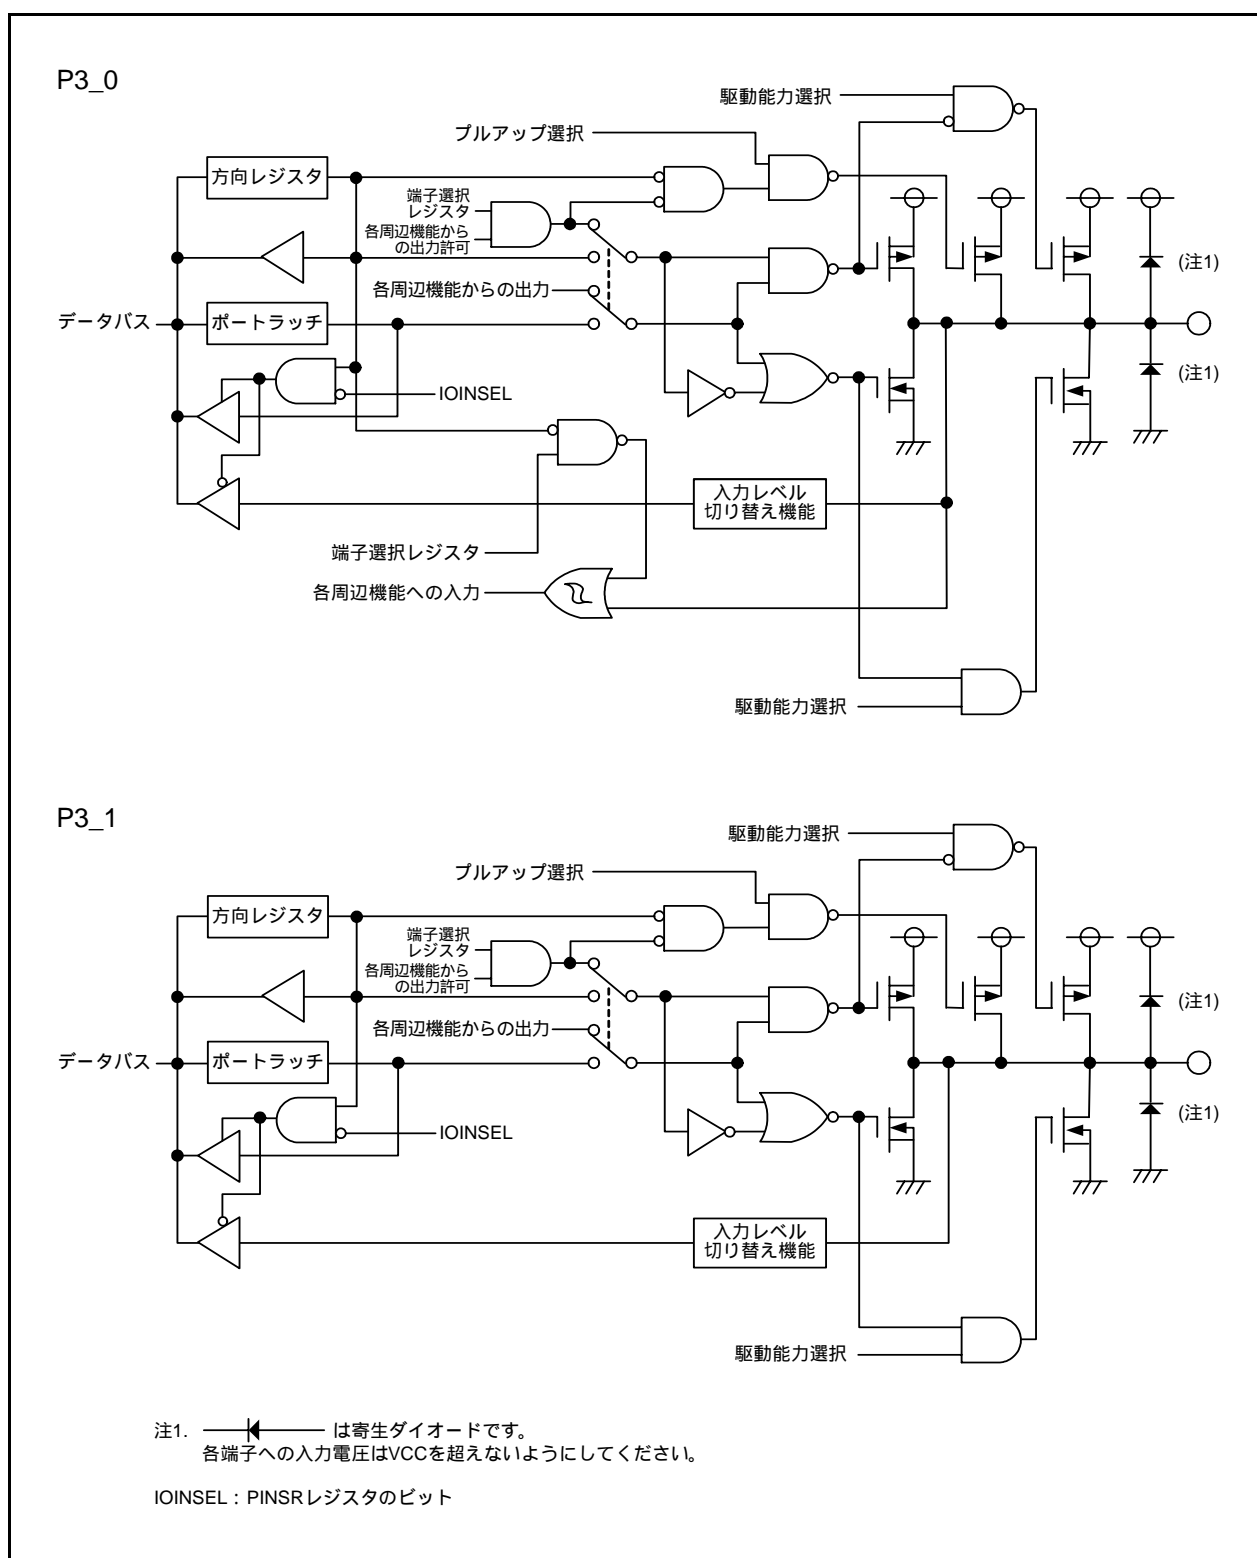 P3_0
駆動能力選択
プルアップ選択
方向レジスタ
端子選択
レジスタ
各周辺機能から
の出力許可
(注1)
各周辺機能からの出力
データバス
ポートラッチ
(注1)
IOINSEL
入力レベル
切り替え機能
端子選択レジスタ
各周辺機能への入力
駆動能力選択
P3_1
駆動能力選択
プルアップ選択
方向レジスタ
端子選択
レジスタ
各周辺機能から
の出力許可
(注1)
各周辺機能からの出力
データバス
ポートラッチ
(注1)
IOINSEL
入力レベル
切り替え機能
駆動能力選択
注1. は寄生ダイオードです。
各端子への入力電圧はVCCを超えないようにしてください。
IOINSEL：PINSRレジスタのビット